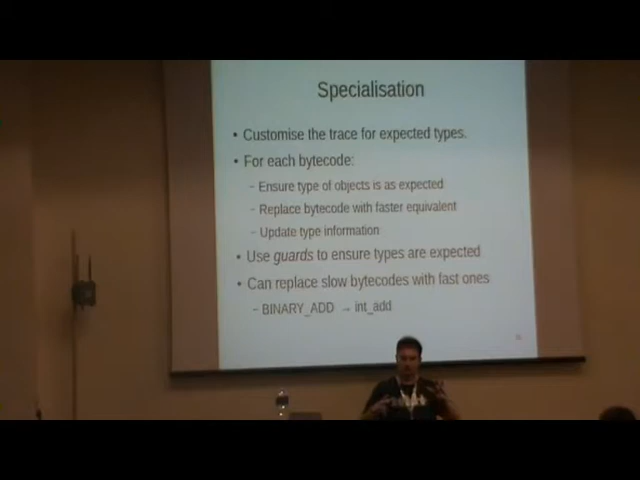 Specialisation
• Customise the trace for expected types.
• For each bytecode:
– Ensure type of objects is as expected
– Replace bytecode with faster equivalent
– Update type information
• Use guards to ensure types are expected
• Can replace slow bytecodes with fast ones
– BINARY_ADD → int_add